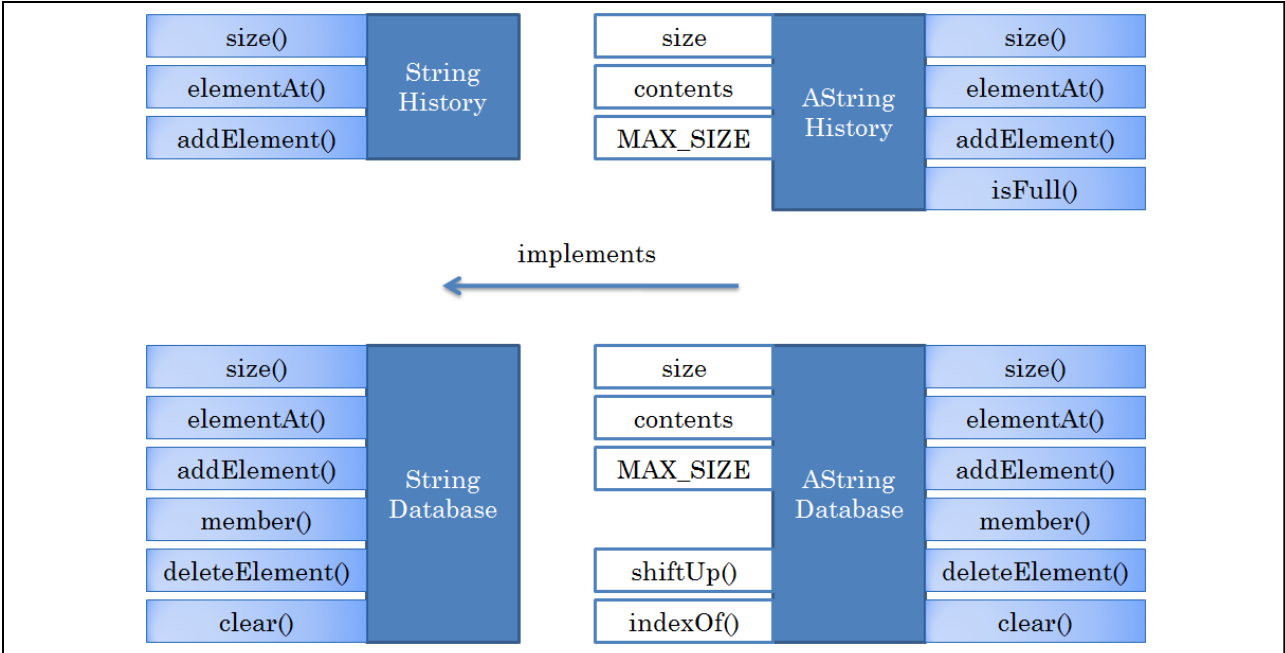 size()
elementAt()
addElement()
String
History
size
contents
MAX_SIZE
AString
History
size()
elementAt()
addElement()
isFull()
implements
size()
elementAt()
addElement()
member()
deleteElement()
clear()
String
Database
size
contents
MAX_SIZE
shiftUp()
indexOf()
AString
Database
size()
elementAt()
addElement()
member()
deleteElement()
clear()